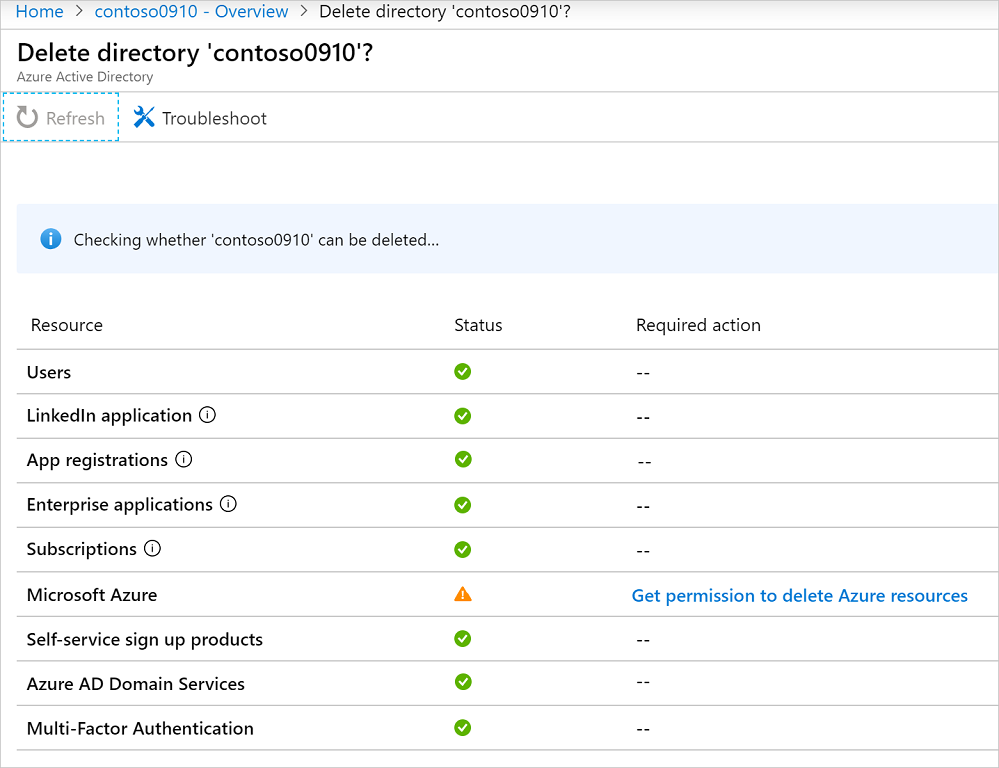 Home > contoso0910 - Overview > Delete directory 'contoso0910'?
Delete directory 'contoso0910'?
Azure Active Directory
Refresh Troubleshoot
Checking whether 'contoso0910' can be deleted...
Resource Status Required action
Users --
LinkedIn application --
App registrations --
Enterprise applications --
Subscriptions --
Microsoft Azure Get permission to delete Azure resources
Self-service sign up products --
Azure AD Domain Services --
Multi-Factor Authentication --